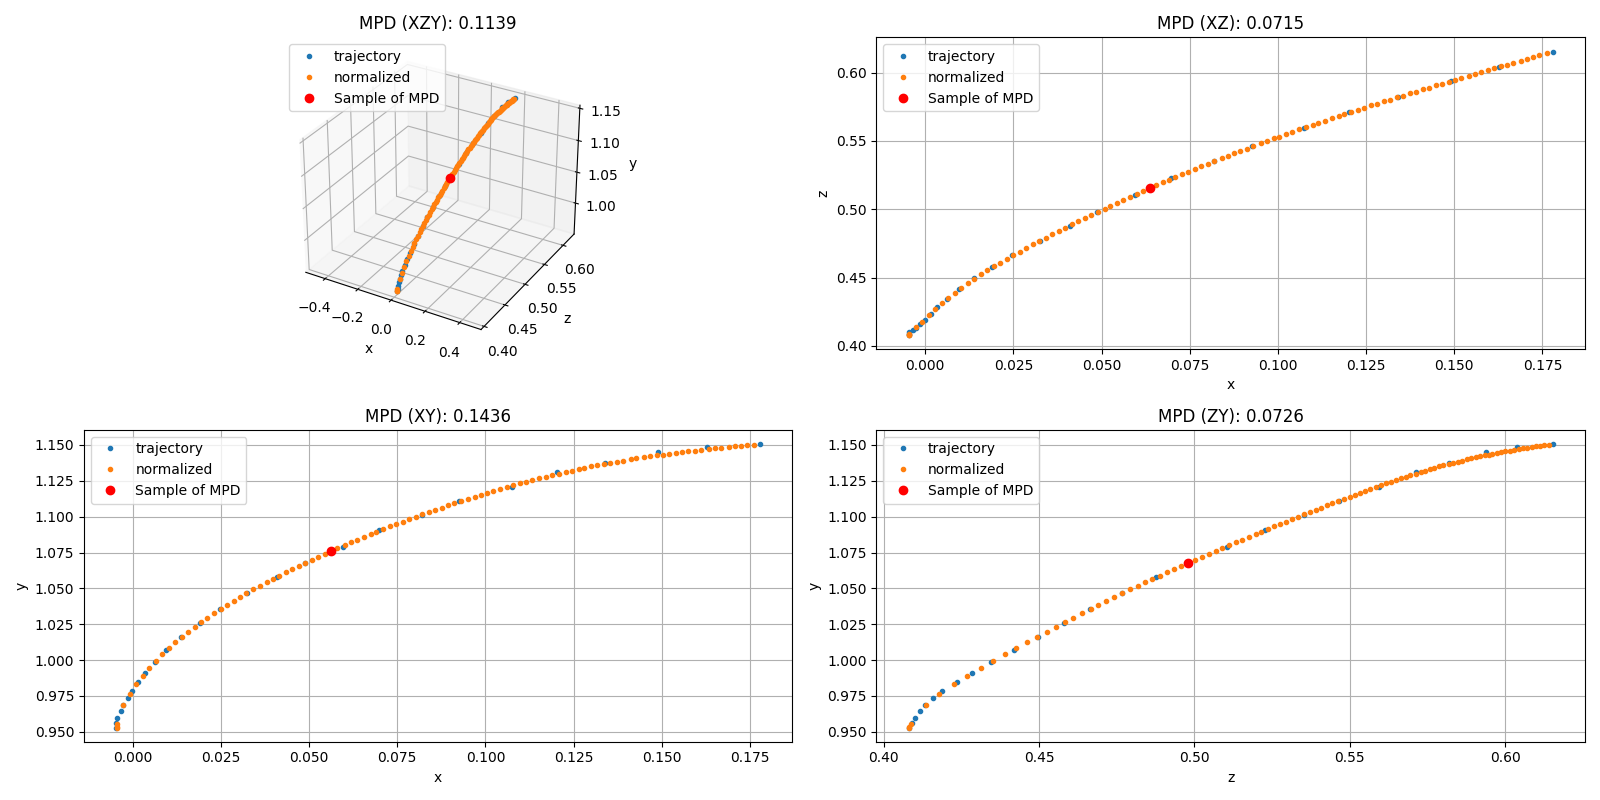 MPD (XZY): 0.1139
trajectory
normalized
Sample of MPD
1.15
1.10
1.05
1.00
y
−0.4
−0.2
0.0
0.2
0.4
x
0.40
0.45
0.50
0.55
0.60
z
MPD (XZ): 0.0715
trajectory
normalized
Sample of MPD
0.60
0.55
0.50
0.45
0.40
z
0.000 0.025 0.050 0.075 0.100 0.125 0.150 0.175
x
MPD (XY): 0.1436
trajectory
normalized
Sample of MPD
1.150
1.125
1.100
1.075
1.050
1.025
1.000
0.975
0.950
y
0.000 0.025 0.050 0.075 0.100 0.125 0.150 0.175
x
MPD (ZY): 0.0726
trajectory
normalized
Sample of MPD
1.150
1.125
1.100
1.075
1.050
1.025
1.000
0.975
0.950
y
0.40 0.45 0.50 0.55 0.60
z